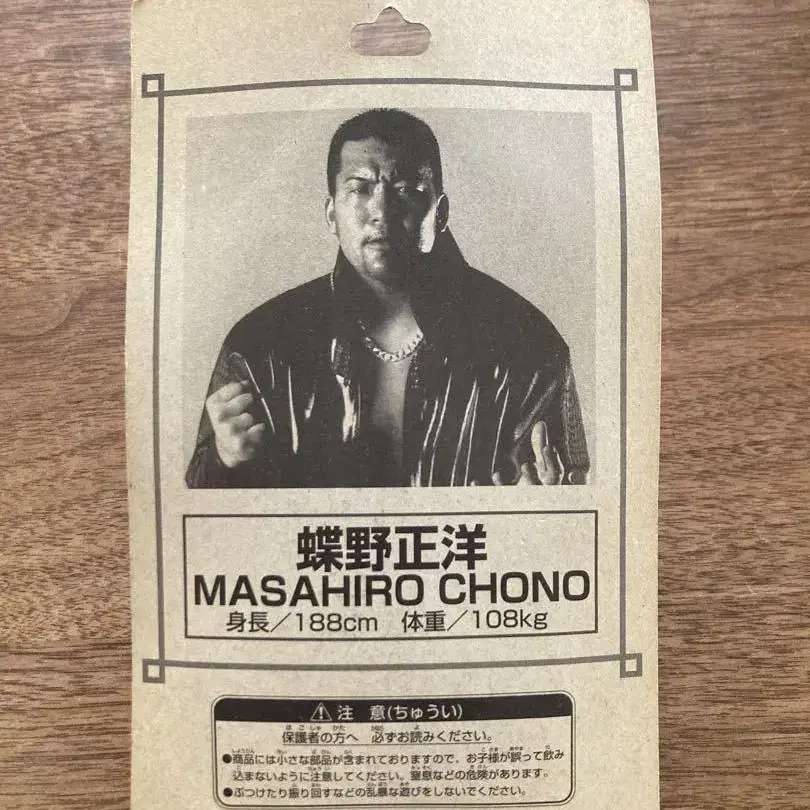 蝶野正洋
MASAHIRO CHONO
身長／188cm 体重／108kg
注 意(ちゅうい)
保護者の方へ 必ずお読みください。
●商品には小さな部品が含まれておりますので、お子様が誤って飲み
込まないように注意してください。窒息などの危険があります。
●ぶつけたり振り回すなどの乱暴な遊びをしないでください。